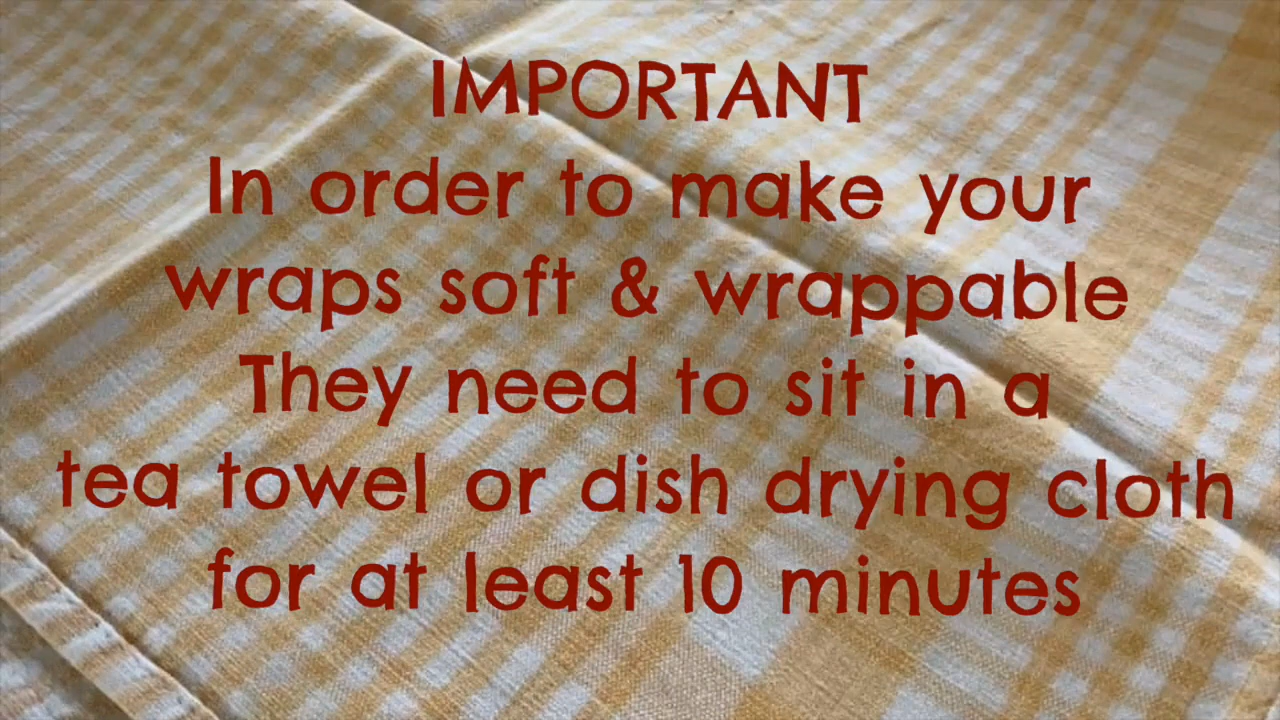 IMPORTANT
In order to make your
wraps soft & wrappable
They need to sit in a
tea towel or dish drying cloth
for at least 10 minutes